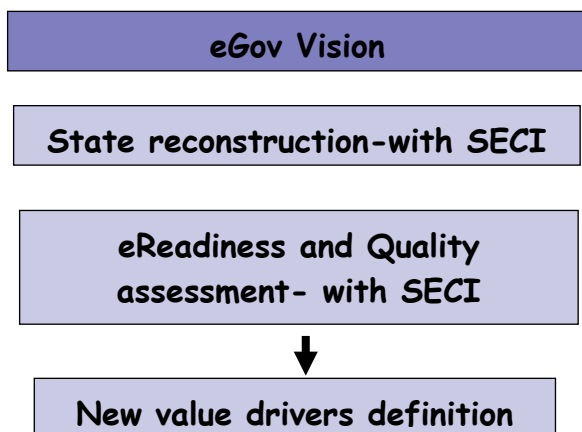 eGov Vision
State reconstruction-with SECI
eReadiness and Quality
assessment- with SECI
New value drivers definition